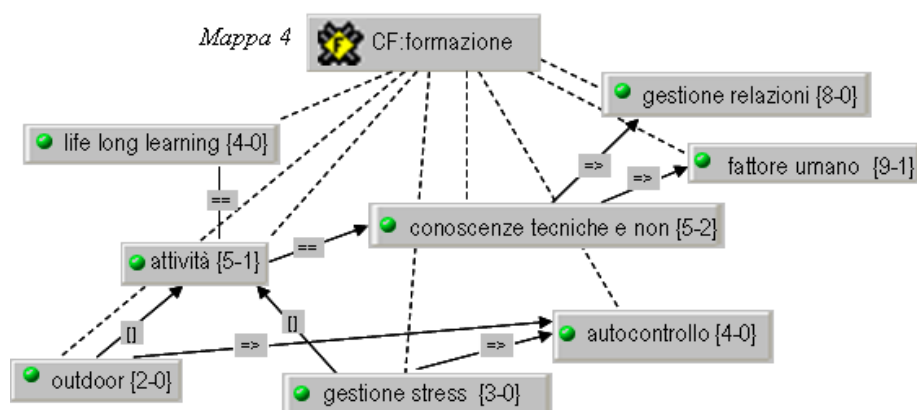 Mappa 4
F
CF:formazione
gestione relazioni {8-0}
life long learning {4-0}
fattore umano {9-1}
=>
=>
==
conoscenze tecniche e non {5-2}
attività {5-1}
==
[]
[]
autocontrollo {4-0}
=>
=>
outdoor {2-0}
gestione stress {3-0}